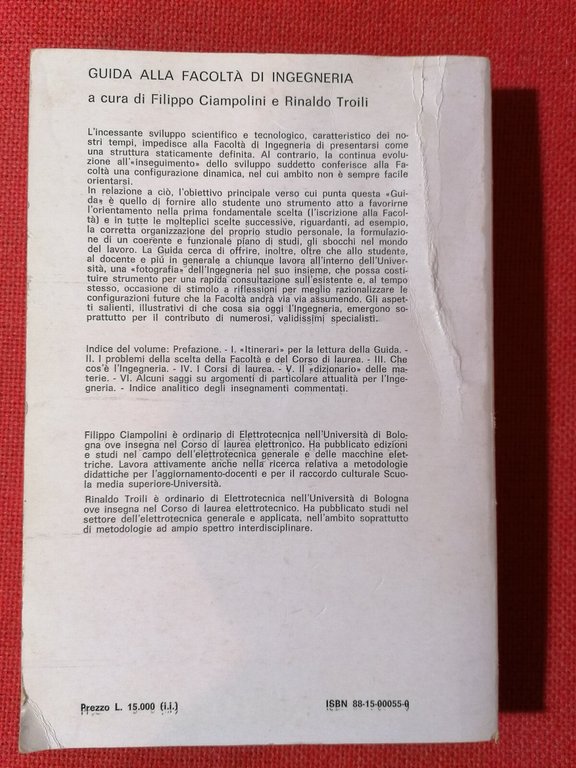 GUIDA ALLA FACOLTÀ DI INGEGNERIA
a cura di Filippo Ciampolini e Rinaldo Troili
L'incessante sviluppo scientifico e tecnologico, caratteristico dei no-
stri tempi, impedisce alla Facoltà di Ingegneria di presentarsi come
una struttura staticamente definita. Al contrario, la continua evolu-
zione all'«inseguimento» dello sviluppo suddetto conferisce alla Fa-
coltà una configurazione dinamica, nel cui ambito non è sempre facile
orientarsi.
In relazione a ciò, l'obiettivo principale verso cui punta questa «Gui-
da» è quello di fornire allo studente uno strumento atto a favorirne
l'orientamento nella prima fondamentale scelta (l'iscrizione alla Facol-
tà) e in tutte le molteplici scelte successive, riguardanti, ad esempio,
la corretta organizzazione del proprio studio personale, la formulazio-
ne di un coerente e funzionale piano di studi, gli sbocchi nel mondo
del lavoro. La Guida cerca di offrire, inoltre, oltre che allo studente,
al docente e piú in generale a chiunque lavora all'interno dell'Univer-
sità, una «fotografia» dell'Ingegneria nel suo insieme, che possa costi-
tuire strumento per una rapida consultazione sull'esistente e, al tempo
stesso, occasione di stimolo a riflessioni per meglio razionalizzare le
configurazioni future che la Facoltà andrà via via assumendo. Gli aspet-
ti salienti, illustrativi di che cosa sia oggi l'Ingegneria, emergono so-
prattutto per il contributo di numerosi, validissimi specialisti.
Indice del volume: Prefazione. - I. «Itinerari» per la lettura della Guida. -
II. I problemi della scelta della Facoltà e del Corso di laurea. - III. Che
cos'è l'Ingegneria. - IV. I Corsi di laurea. - V. Il «dizionario» delle ma-
terie. - VI. Alcuni saggi su argomenti di particolare attualità per l'Inge-
gneria. - Indice analitico degli insegnamenti commentati.
Filippo Ciampolini è ordinario di Elettrotecnica nell'Università di Bolo-
gna ove insegna nel Corso di laurea elettronico. Ha pubblicato edizioni
e studi nel campo dell'elettrotecnica generale e delle macchine elet-
triche. Lavora attivamente anche nella ricerca relativa a metodologie
didattiche per l'aggiornamento-docenti e per il raccordo culturale Scuo-
la media superiore-Università.
Rinaldo Troili è ordinario di Elettrotecnica nell'Università di Bologna
ove insegna nel Corso di laurea elettrotecnico. Ha pubblicato studi nel
settore dell'elettrotecnica generale e applicata, nell'ambito soprattutto
di metodologie ad ampio spettro interdisciplinare.
Prezzo L. 15.000 (i.i.)
ISBN 88-15-00055-0